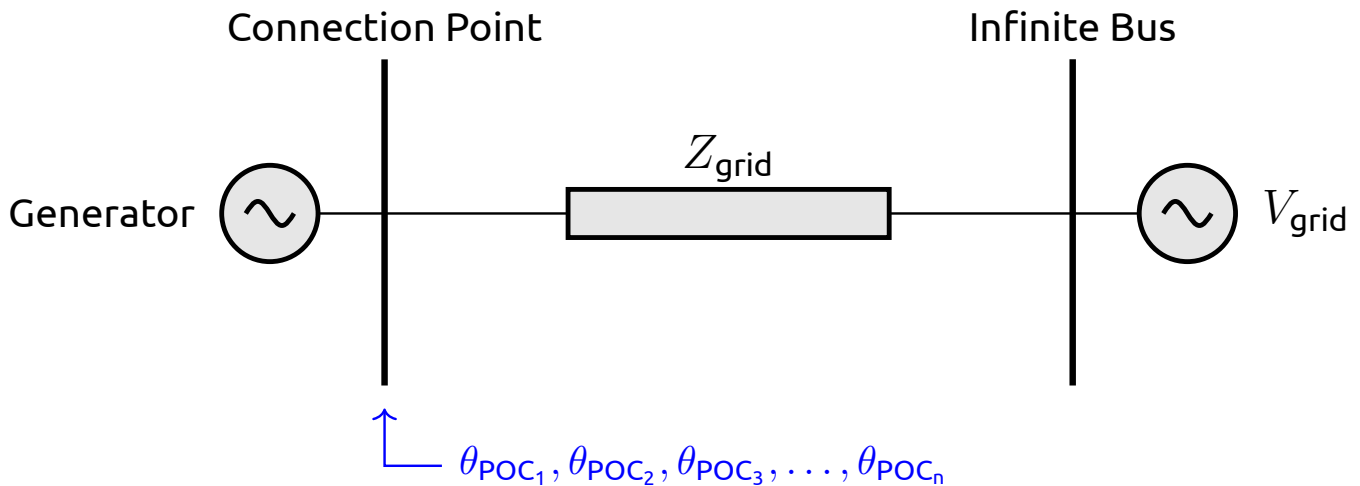 Connection Point
Infinite Bus
Z_grid
Generator
V_grid
θ_POC₁, θ_POC₂, θ_POC₃, . . . , θ_POCₙ